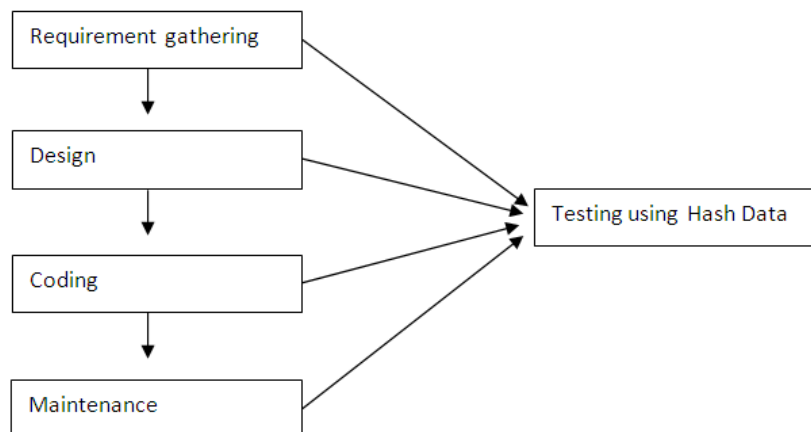 Requirement gathering
Design
Testing using Hash Data
Coding
Maintenance